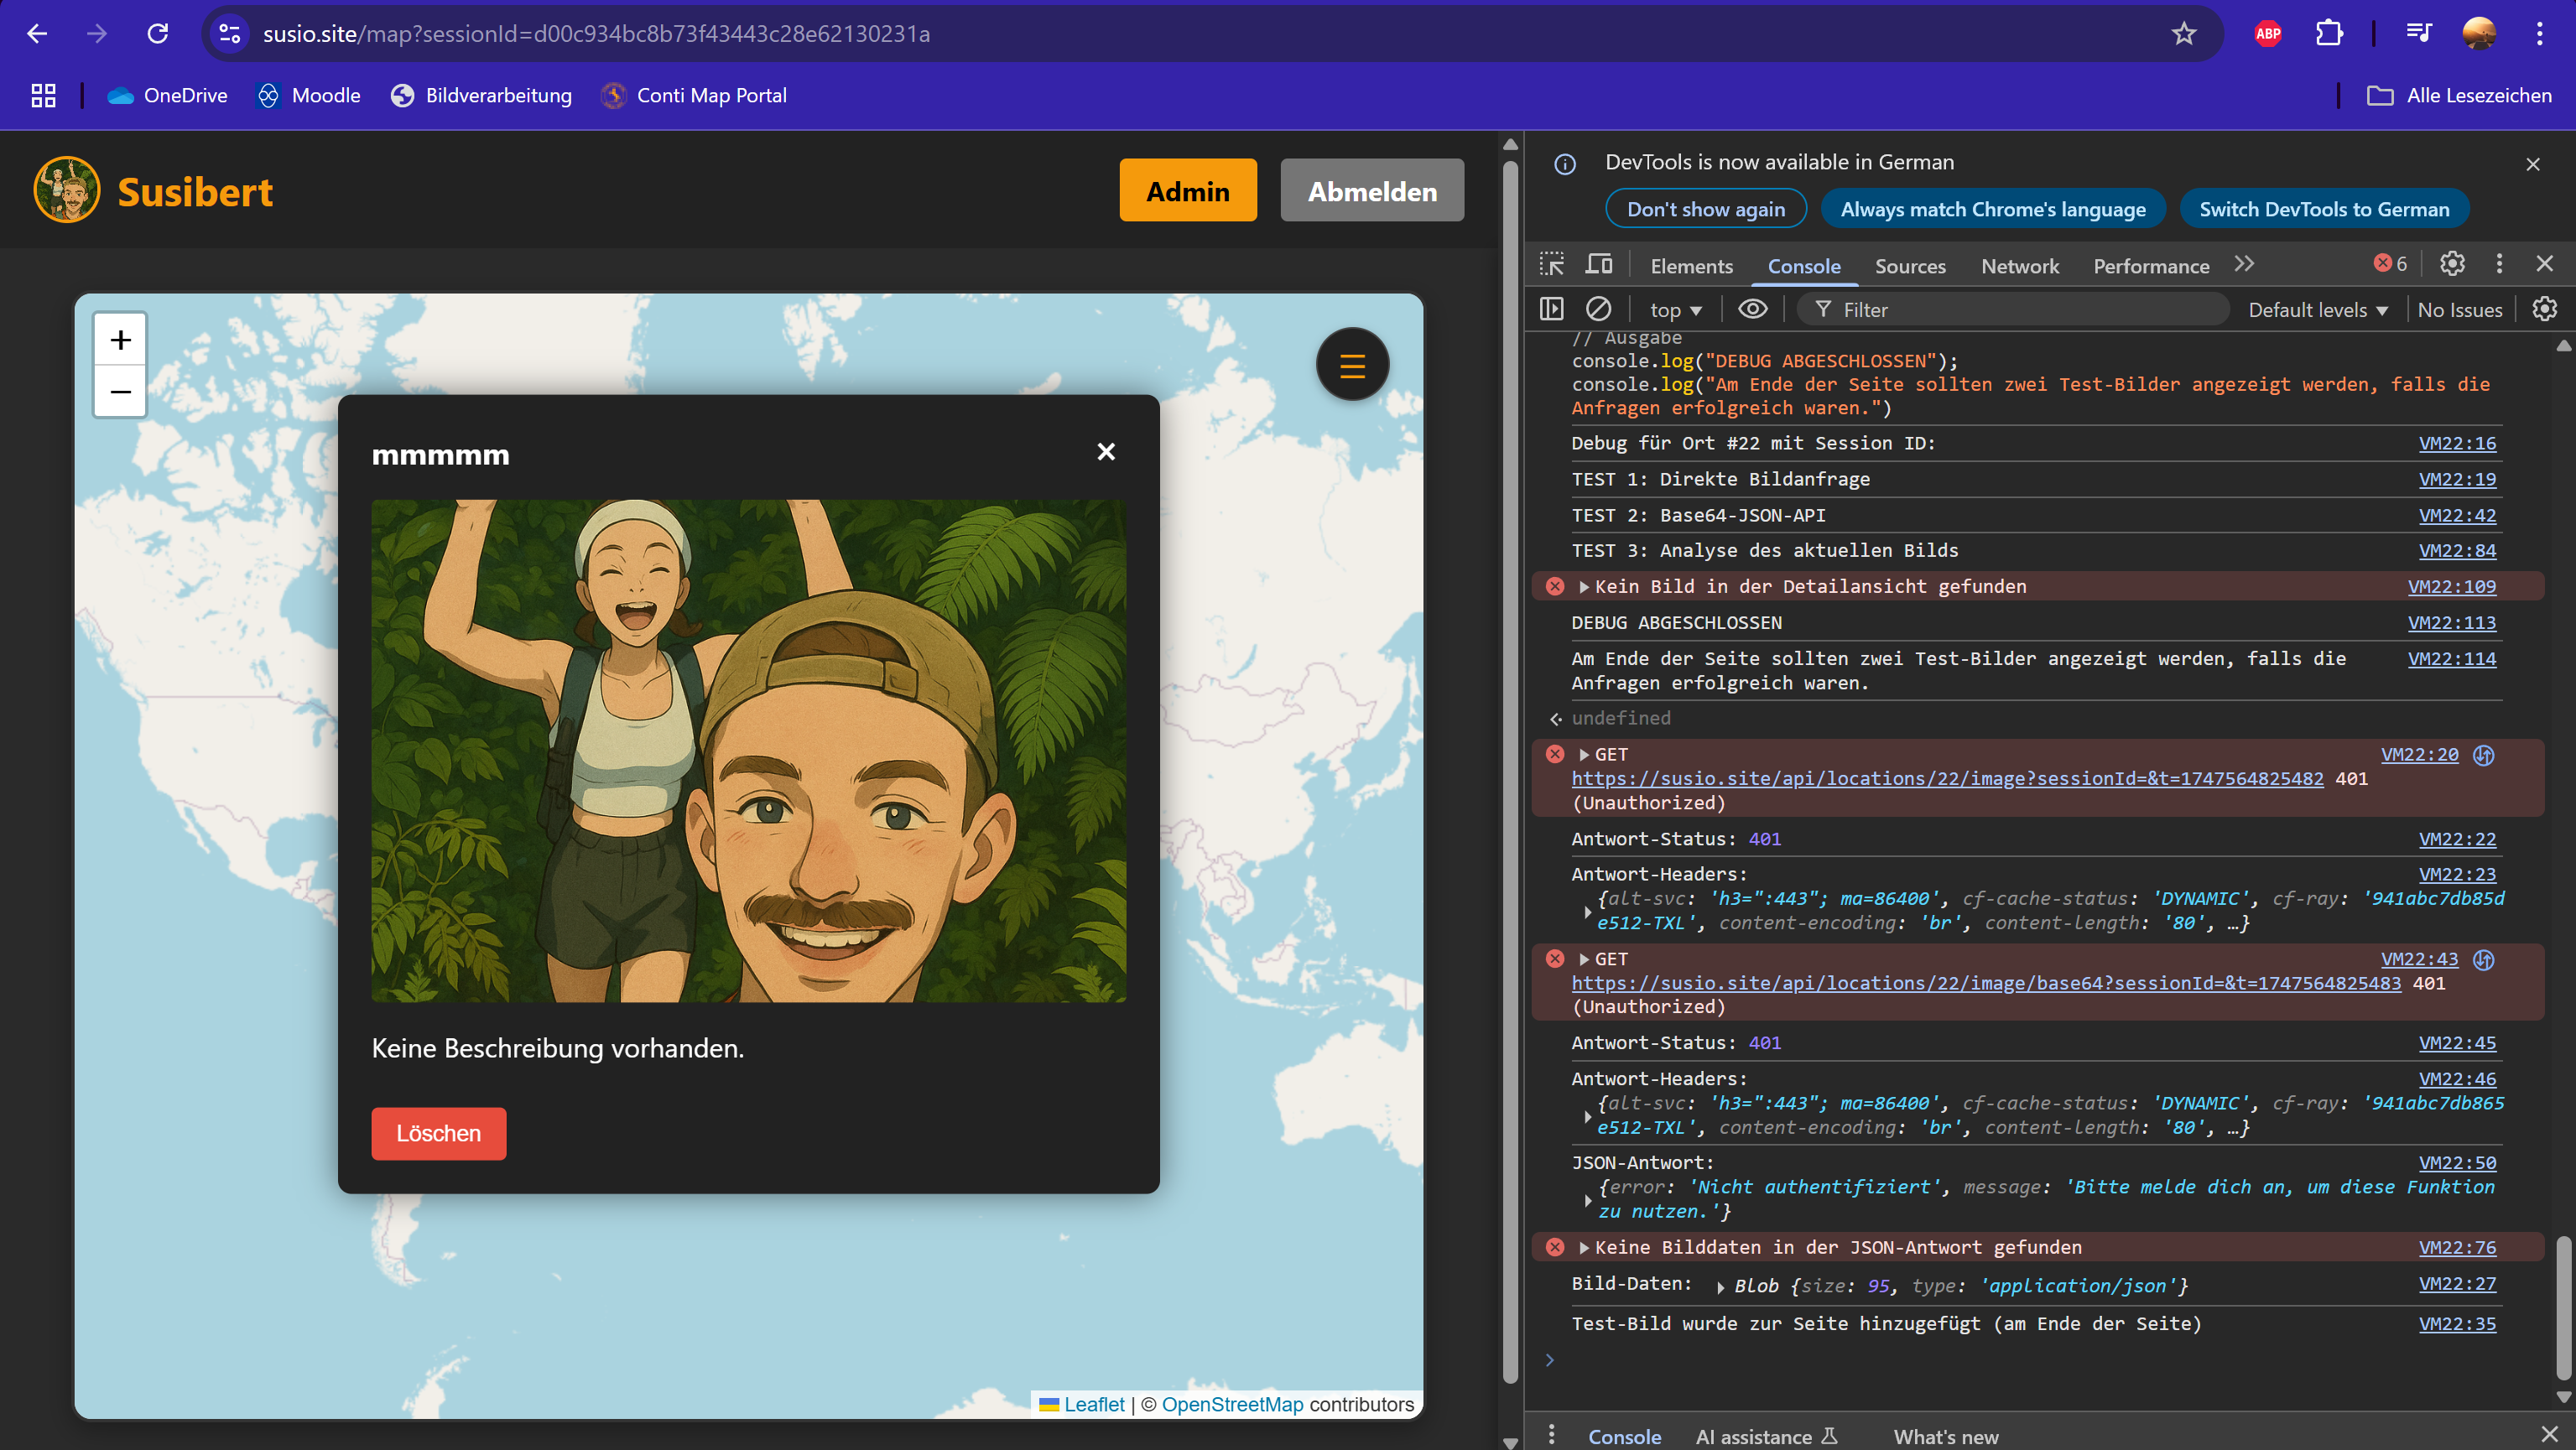 susio.site/map?sessionId=d00c934bc8b73f43443c28e62130231a
ABP
OneDrive
Moodle
Bildverarbeitung
Conti Map Portal
Alle Lesezeichen
Susibert
Admin
Abmelden
+
−
mmmmm
×
Keine Beschreibung vorhanden.
Löschen
Leaflet | © OpenStreetMap contributors
DevTools is now available in German
Don't show again
Always match Chrome's language
Switch DevTools to German
Elements
Console
Sources
Network
Performance
6
top
Filter
Default levels
No Issues
// Ausgabe
console.log("DEBUG ABGESCHLOSSEN");
console.log("Am Ende der Seite sollten zwei Test-Bilder angezeigt werden, falls die
Anfragen erfolgreich waren.")
Debug für Ort #22 mit Session ID: VM22:16
TEST 1: Direkte Bildanfrage VM22:19
TEST 2: Base64-JSON-API VM22:42
TEST 3: Analyse des aktuellen Bilds VM22:84
Kein Bild in der Detailansicht gefunden VM22:109
DEBUG ABGESCHLOSSEN VM22:113
Am Ende der Seite sollten zwei Test-Bilder angezeigt werden, falls die VM22:114
Anfragen erfolgreich waren.
undefined
GET VM22:20
https://susio.site/api/locations/22/image?sessionId=&t=1747564825482 401
(Unauthorized)
Antwort-Status: 401 VM22:22
Antwort-Headers: VM22:23
{alt-svc: 'h3=":443"; ma=86400', cf-cache-status: 'DYNAMIC', cf-ray: '941abc7db85d
e512-TXL', content-encoding: 'br', content-length: '80', …}
GET VM22:43
https://susio.site/api/locations/22/image/base64?sessionId=&t=1747564825483 401
(Unauthorized)
Antwort-Status: 401 VM22:45
Antwort-Headers: VM22:46
{alt-svc: 'h3=":443"; ma=86400', cf-cache-status: 'DYNAMIC', cf-ray: '941abc7db865
e512-TXL', content-encoding: 'br', content-length: '80', …}
JSON-Antwort: VM22:50
{error: 'Nicht authentifiziert', message: 'Bitte melde dich an, um diese Funktion
zu nutzen.'}
Keine Bilddaten in der JSON-Antwort gefunden VM22:76
Bild-Daten: Blob {size: 95, type: 'application/json'} VM22:27
Test-Bild wurde zur Seite hinzugefügt (am Ende der Seite) VM22:35
Console
AI assistance
What's new